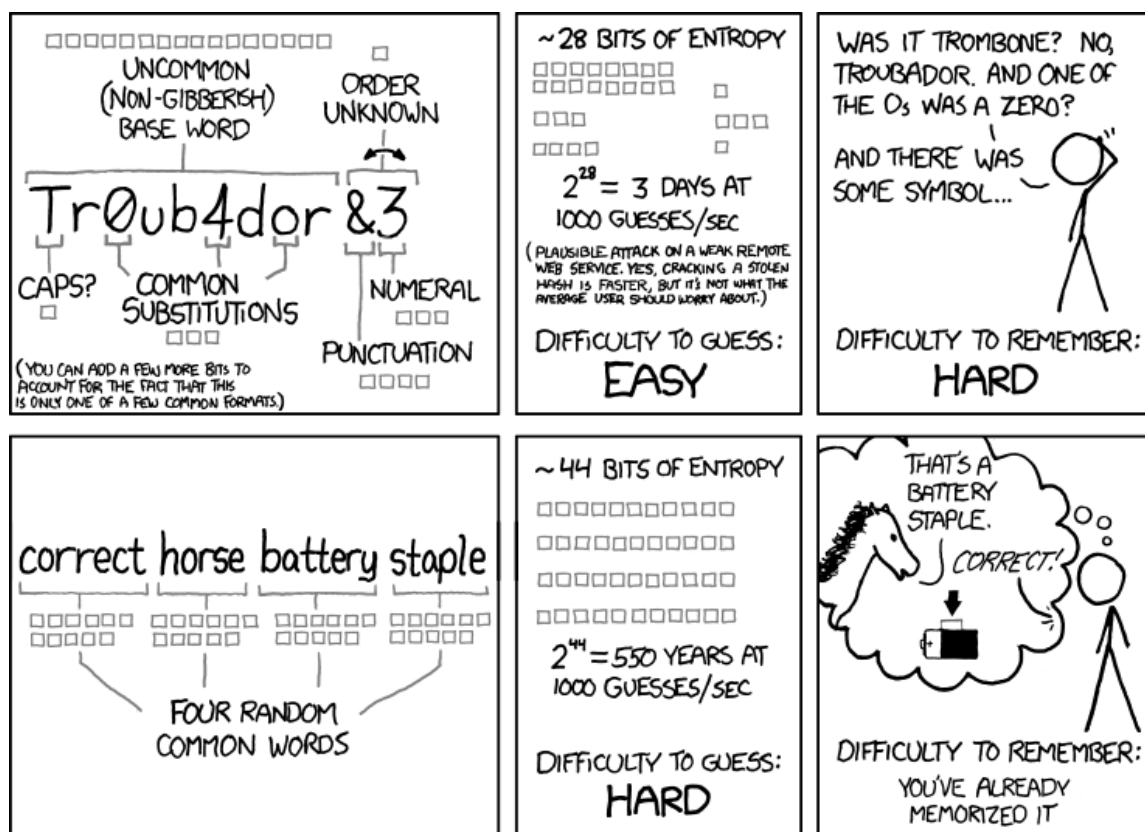 UNCOMMON
(NON-GIBBERISH)
BASE WORD
ORDER
UNKNOWN
Tr0ub4dor &3
CAPS?
COMMON
SUBSTITUTIONS
NUMERAL
PUNCTUATION
(YOU CAN ADD A FEW MORE BITS TO
ACCOUNT FOR THE FACT THAT THIS
IS ONLY ONE OF A FEW COMMON FORMATS.)
~28 BITS OF ENTROPY
2^28 = 3 DAYS AT
1000 GUESSES/SEC
(PLAUSIBLE ATTACK ON A WEAK REMOTE
WEB SERVICE. YES, CRACKING A STOLEN
HASH IS FASTER, BUT IT'S NOT WHAT THE
AVERAGE USER SHOULD WORRY ABOUT.)
DIFFICULTY TO GUESS:
EASY
WAS IT TROMBONE? NO,
TROUBADOR. AND ONE OF
THE Os WAS A ZERO?
AND THERE WAS
SOME SYMBOL...
DIFFICULTY TO REMEMBER:
HARD
correct horse battery staple
FOUR RANDOM
COMMON WORDS
~44 BITS OF ENTROPY
2^44 = 550 YEARS AT
1000 GUESSES/SEC
DIFFICULTY TO GUESS:
HARD
THAT'S A
BATTERY
STAPLE.
CORRECT!
+
DIFFICULTY TO REMEMBER:
YOU'VE ALREADY
MEMORIZED IT